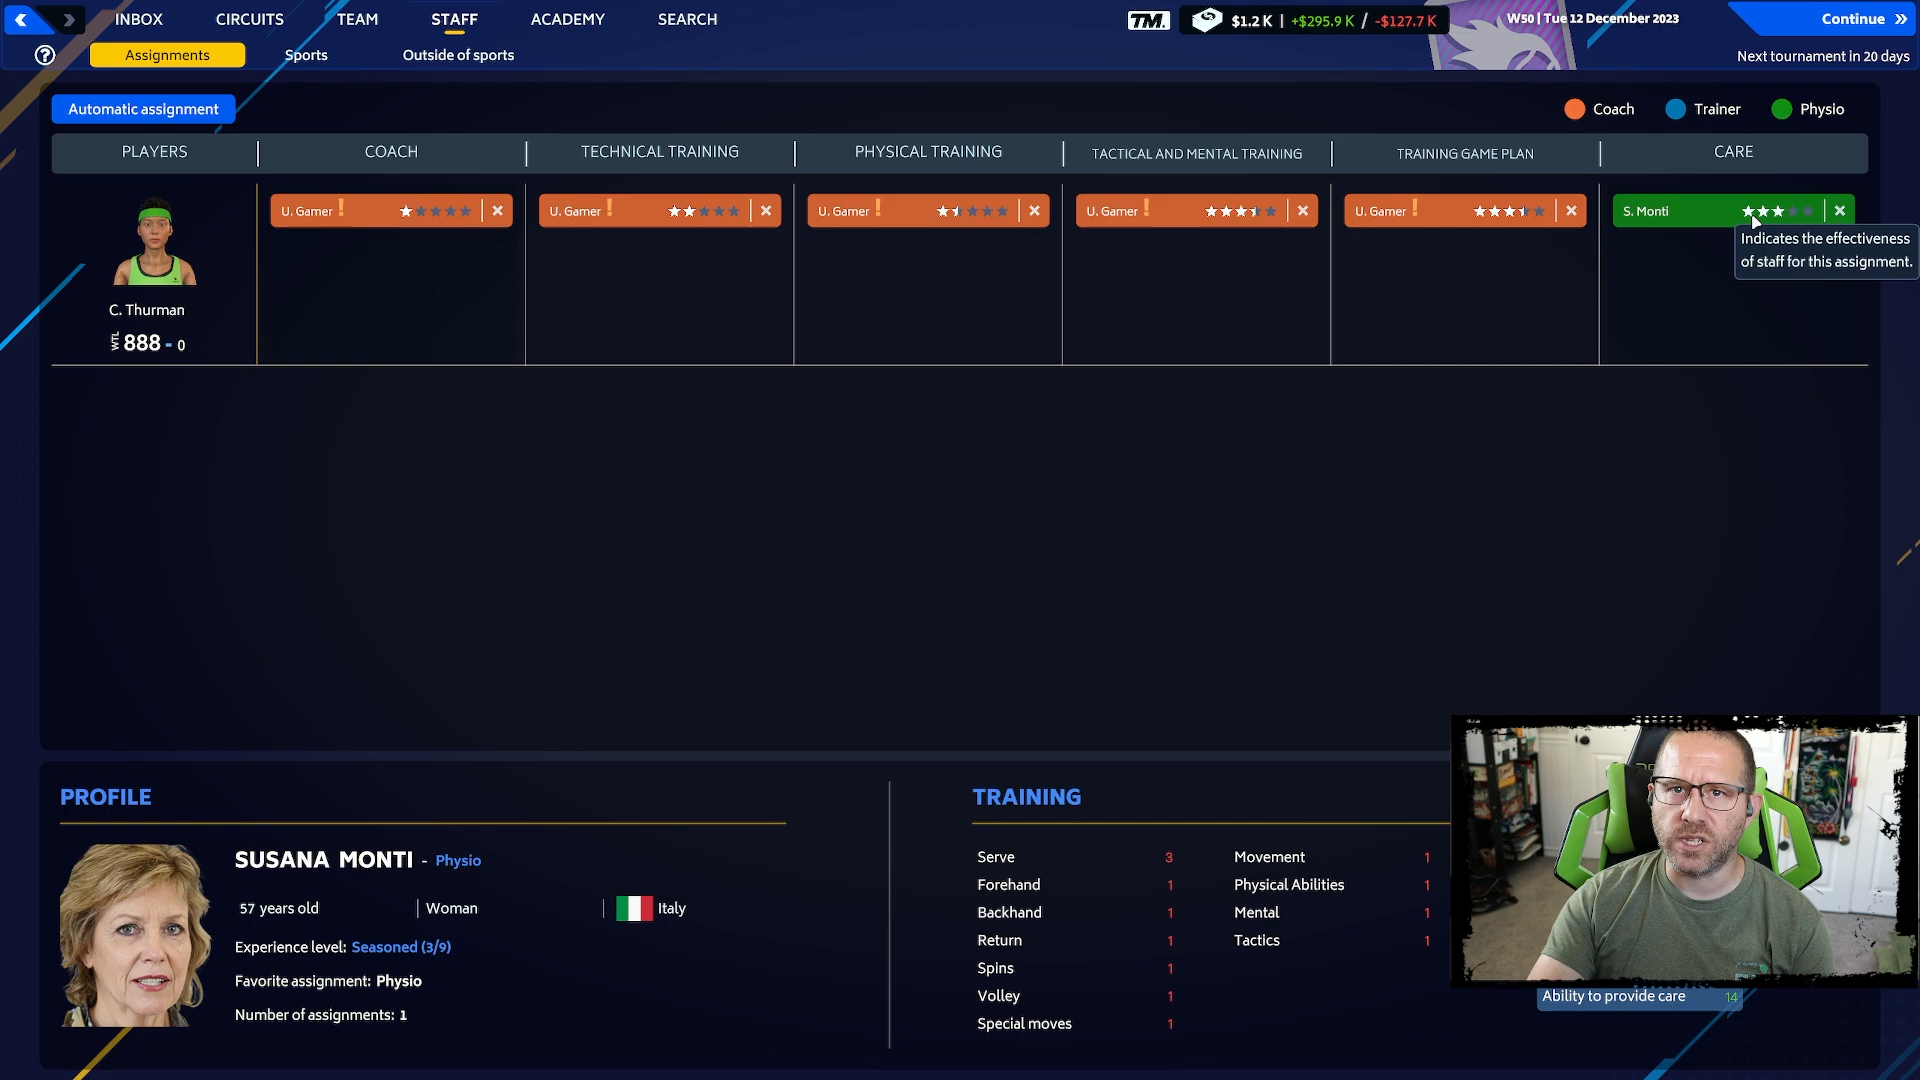 INBOX CIRCUITS TEAM STAFF ACADEMY SEARCH TM. $1.2 K | +$295.9 K / -$127.7 K W50 | Tue 12 December 2023 Continue
Assignments Sports Outside of sports Next tournament in 20 days
Automatic assignment Coach Trainer Physio
PLAYERS COACH TECHNICAL TRAINING PHYSICAL TRAINING TACTICAL AND MENTAL TRAINING TRAINING GAME PLAN CARE
U. Gamer ! U. Gamer ! U. Gamer ! U. Gamer ! U. Gamer ! S. Monti
Indicates the effectiveness
of staff for this assignment.
C. Thurman
WTL 888 - 0
PROFILE
SUSANA MONTI - Physio
57 years old | Woman | Italy
Experience level: Seasoned (3/9)
Favorite assignment: Physio
Number of assignments: 1
TRAINING
Serve 3 Movement 1
Forehand 1 Physical Abilities 1
Backhand 1 Mental 1
Return 1 Tactics 1
Spins 1
Volley 1
Special moves 1
Ability to provide care 14